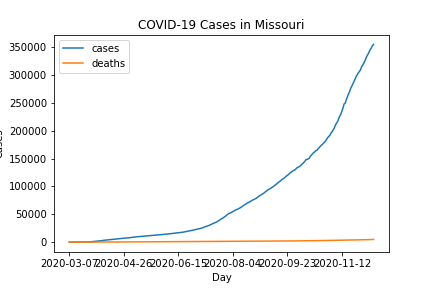 COVID-19 Cases in Missouri
cases
deaths
350000
300000
250000
200000
150000
100000
50000
0
Cases
2020-03-07 2020-04-26 2020-06-15 2020-08-04 2020-09-23 2020-11-12
Day